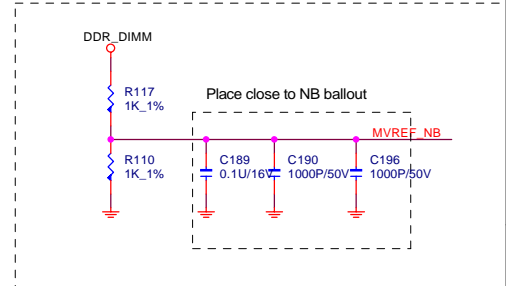 DDR_DIMM
R117
1K_1%
Place close to NB ballout
MVREF_NB
R110
1K_1%
C189
0.1U/16V
C190
1000P/50V
C196
1000P/50V